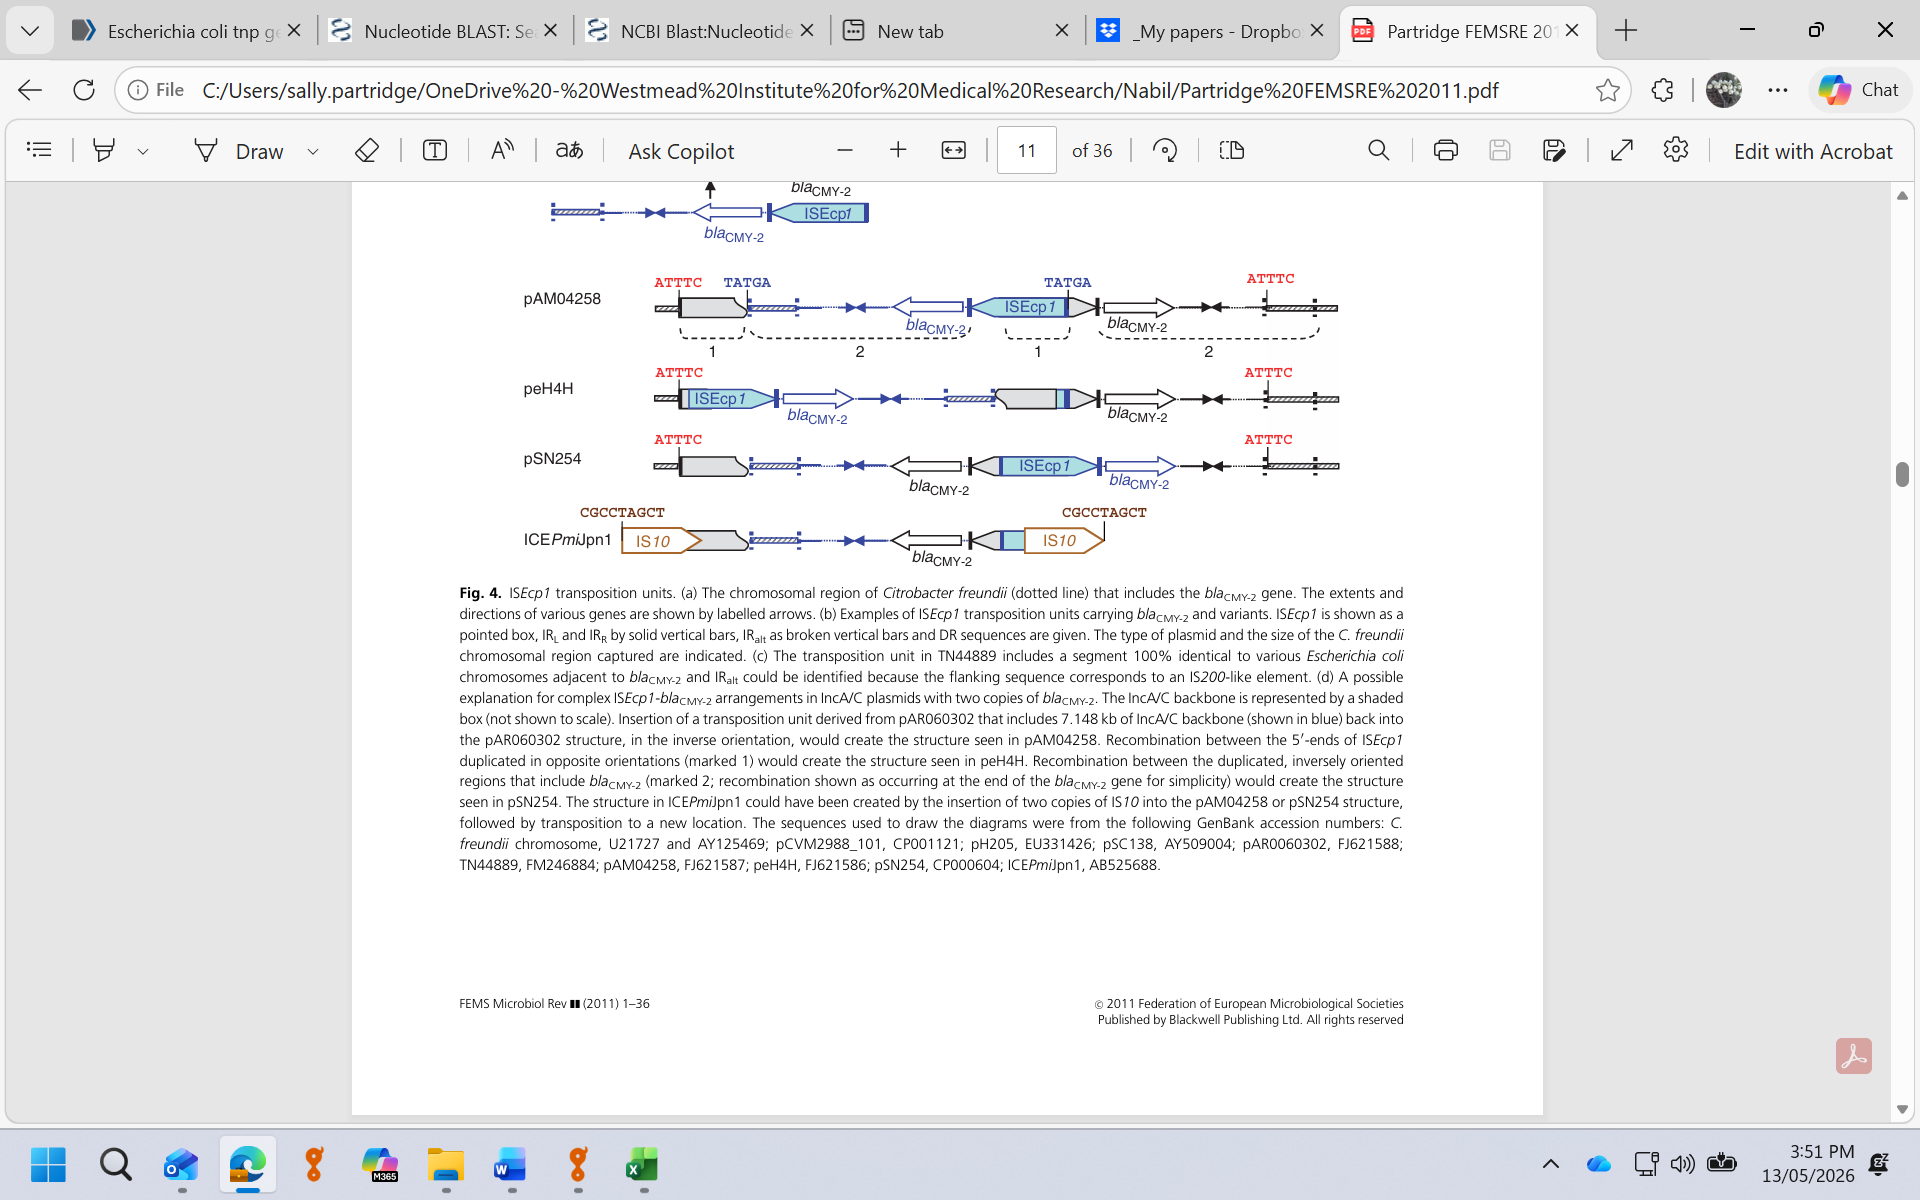 Escherichia coli tnp ge
Nucleotide BLAST: Se
NCBI Blast:Nucleotide
New tab
_My papers - Dropbo
Partridge FEMSRE 201
File
C:/Users/sally.partridge/OneDrive%20-%20Westmead%20Institute%20for%20Medical%20Research/Nabil/Partridge%20FEMSRE%202011.pdf
Chat
Draw
Ask Copilot
11 of 36
Edit with Acrobat
blaCMY-2
ISEcp1
blaCMY-2
ATTTC TATGA TATGA ATTTC
pAM04258
ISEcp1
blaCMY-2 blaCMY-2
1 2 1 2
ATTTC ATTTC
peH4H
ISEcp1
blaCMY-2 blaCMY-2
ATTTC ATTTC
pSN254
ISEcp1
blaCMY-2 blaCMY-2
CGCCTAGCT CGCCTAGCT
ICEPmiJpn1 IS10 IS10
blaCMY-2
Fig. 4. ISEcp1 transposition units. (a) The chromosomal region of Citrobacter freundii (dotted line) that includes the blaCMY-2 gene. The extents and
directions of various genes are shown by labelled arrows. (b) Examples of ISEcp1 transposition units carrying blaCMY-2 and variants. ISEcp1 is shown as a
pointed box, IRL and IRR by solid vertical bars, IRalt as broken vertical bars and DR sequences are given. The type of plasmid and the size of the C. freundii
chromosomal region captured are indicated. (c) The transposition unit in TN44889 includes a segment 100% identical to various Escherichia coli
chromosomes adjacent to blaCMY-2 and IRalt could be identified because the flanking sequence corresponds to an IS200-like element. (d) A possible
explanation for complex ISEcp1-blaCMY-2 arrangements in IncA/C plasmids with two copies of blaCMY-2. The IncA/C backbone is represented by a shaded
box (not shown to scale). Insertion of a transposition unit derived from pAR060302 that includes 7.148 kb of IncA/C backbone (shown in blue) back into
the pAR060302 structure, in the inverse orientation, would create the structure seen in pAM04258. Recombination between the 5′-ends of ISEcp1
duplicated in opposite orientations (marked 1) would create the structure seen in peH4H. Recombination between the duplicated, inversely oriented
regions that include blaCMY-2 (marked 2; recombination shown as occurring at the end of the blaCMY-2 gene for simplicity) would create the structure
seen in pSN254. The structure in ICEPmiJpn1 could have been created by the insertion of two copies of IS10 into the pAM04258 or pSN254 structure,
followed by transposition to a new location. The sequences used to draw the diagrams were from the following GenBank accession numbers: C.
freundii chromosome, U21727 and AY125469; pCVM2988_101, CP001121; pH205, EU331426; pSC138, AY509004; pAR0060302, FJ621588;
TN44889, FM246884; pAM04258, FJ621587; peH4H, FJ621586; pSN254, CP000604; ICEPmiJpn1, AB525688.
FEMS Microbiol Rev ▮▮ (2011) 1–36
© 2011 Federation of European Microbiological Societies
Published by Blackwell Publishing Ltd. All rights reserved
M365
3:51 PM
13/05/2026